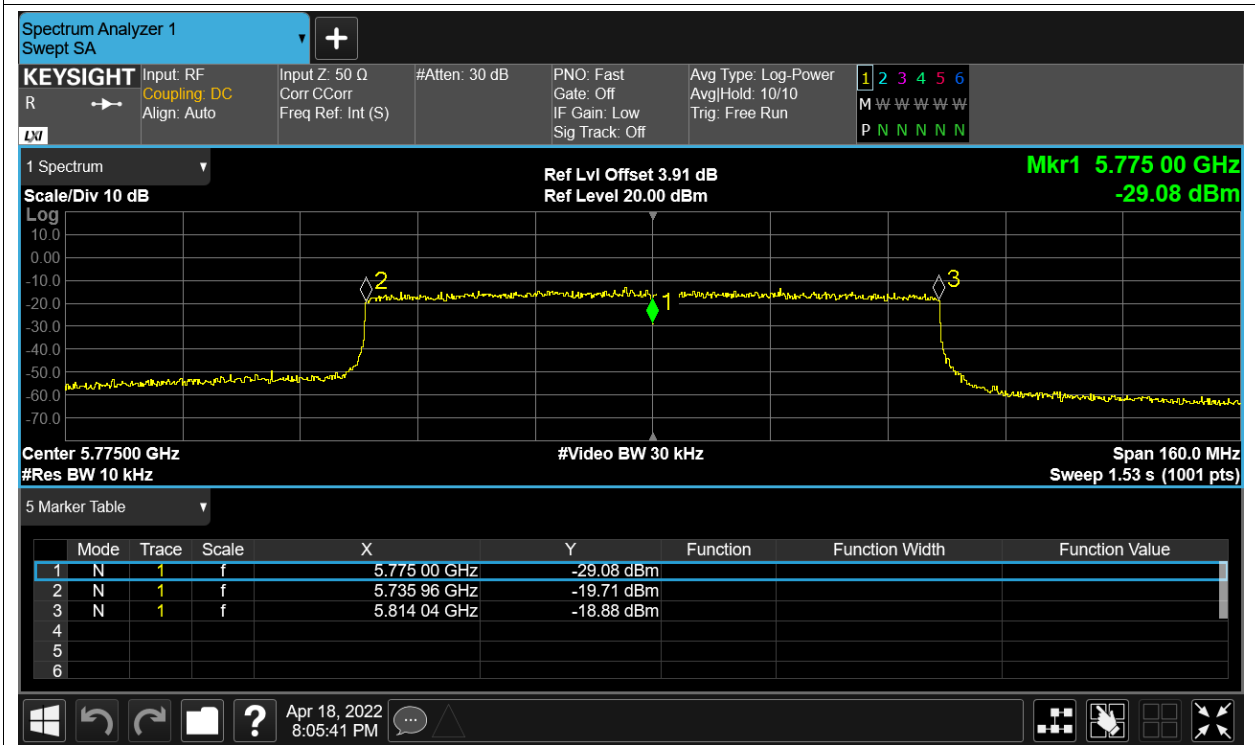 Spectrum Analyzer 1
Swept SA
KEYSIGHT
R
LXI
Input: RF
Coupling: DC
Align: Auto
Input Z: 50 Ω
Corr CCorr
Freq Ref: Int (S)
#Atten: 30 dB
PNO: Fast
Gate: Off
IF Gain: Low
Sig Track: Off
Avg Type: Log-Power
Avg|Hold: 10/10
Trig: Free Run
1 2 3 4 5 6
M W W W W W
P N N N N N
1 Spectrum
Scale/Div 10 dB
Ref Lvl Offset 3.91 dB
Ref Level 20.00 dBm
Mkr1 5.775 00 GHz
-29.08 dBm
Log
10.0
0.00
-10.0
-20.0
-30.0
-40.0
-50.0
-60.0
-70.0
2
1
3
Center 5.77500 GHz
#Video BW 30 kHz
Span 160.0 MHz
#Res BW 10 kHz
Sweep 1.53 s (1001 pts)
5 Marker Table
Mode Trace Scale X Y Function Function Width Function Value
1 N 1 f 5.775 00 GHz -29.08 dBm
2 N 1 f 5.735 96 GHz -19.71 dBm
3 N 1 f 5.814 04 GHz -18.88 dBm
4
5
6
?
Apr 18, 2022
8:05:41 PM